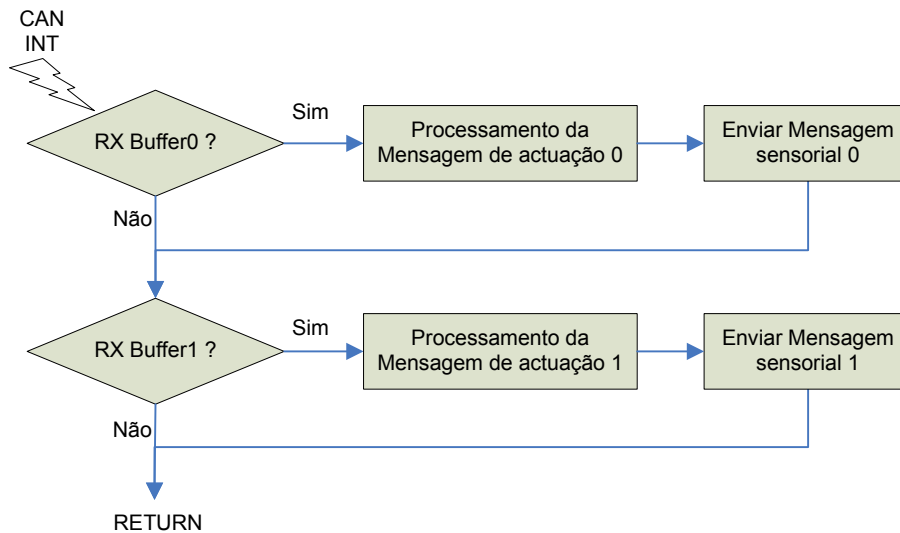 CAN
INT
RX Buffer0 ?
Sim
Processamento da
Mensagem de actuação 0
Enviar Mensagem
sensorial 0
Não
RX Buffer1 ?
Sim
Processamento da
Mensagem de actuação 1
Enviar Mensagem
sensorial 1
Não
RETURN